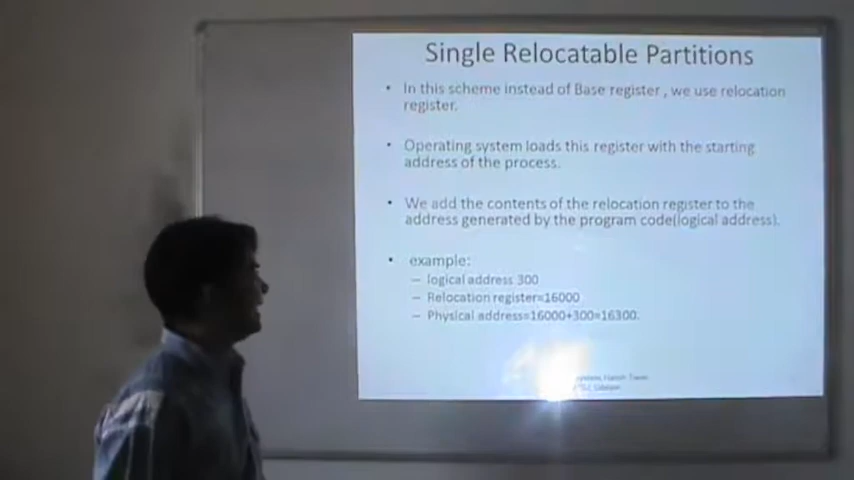 Single Relocatable Partitions
• In this scheme instead of Base register , we use relocation
register.
• Operating system loads this register with the starting
address of the process.
• We add the contents of the relocation register to the
address generated by the program code(logical address).
• example:
– logical address 300
– Relocation register=16000
– Physical address=16000+300=16300.